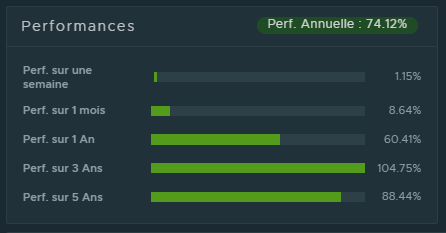 Performances
Perf. Annuelle : 74.12%
Perf. sur une
semaine
1.15%
Perf. sur 1 mois
8.64%
Perf. sur 1 An
60.41%
Perf. sur 3 Ans
104.75%
Perf. sur 5 Ans
88.44%